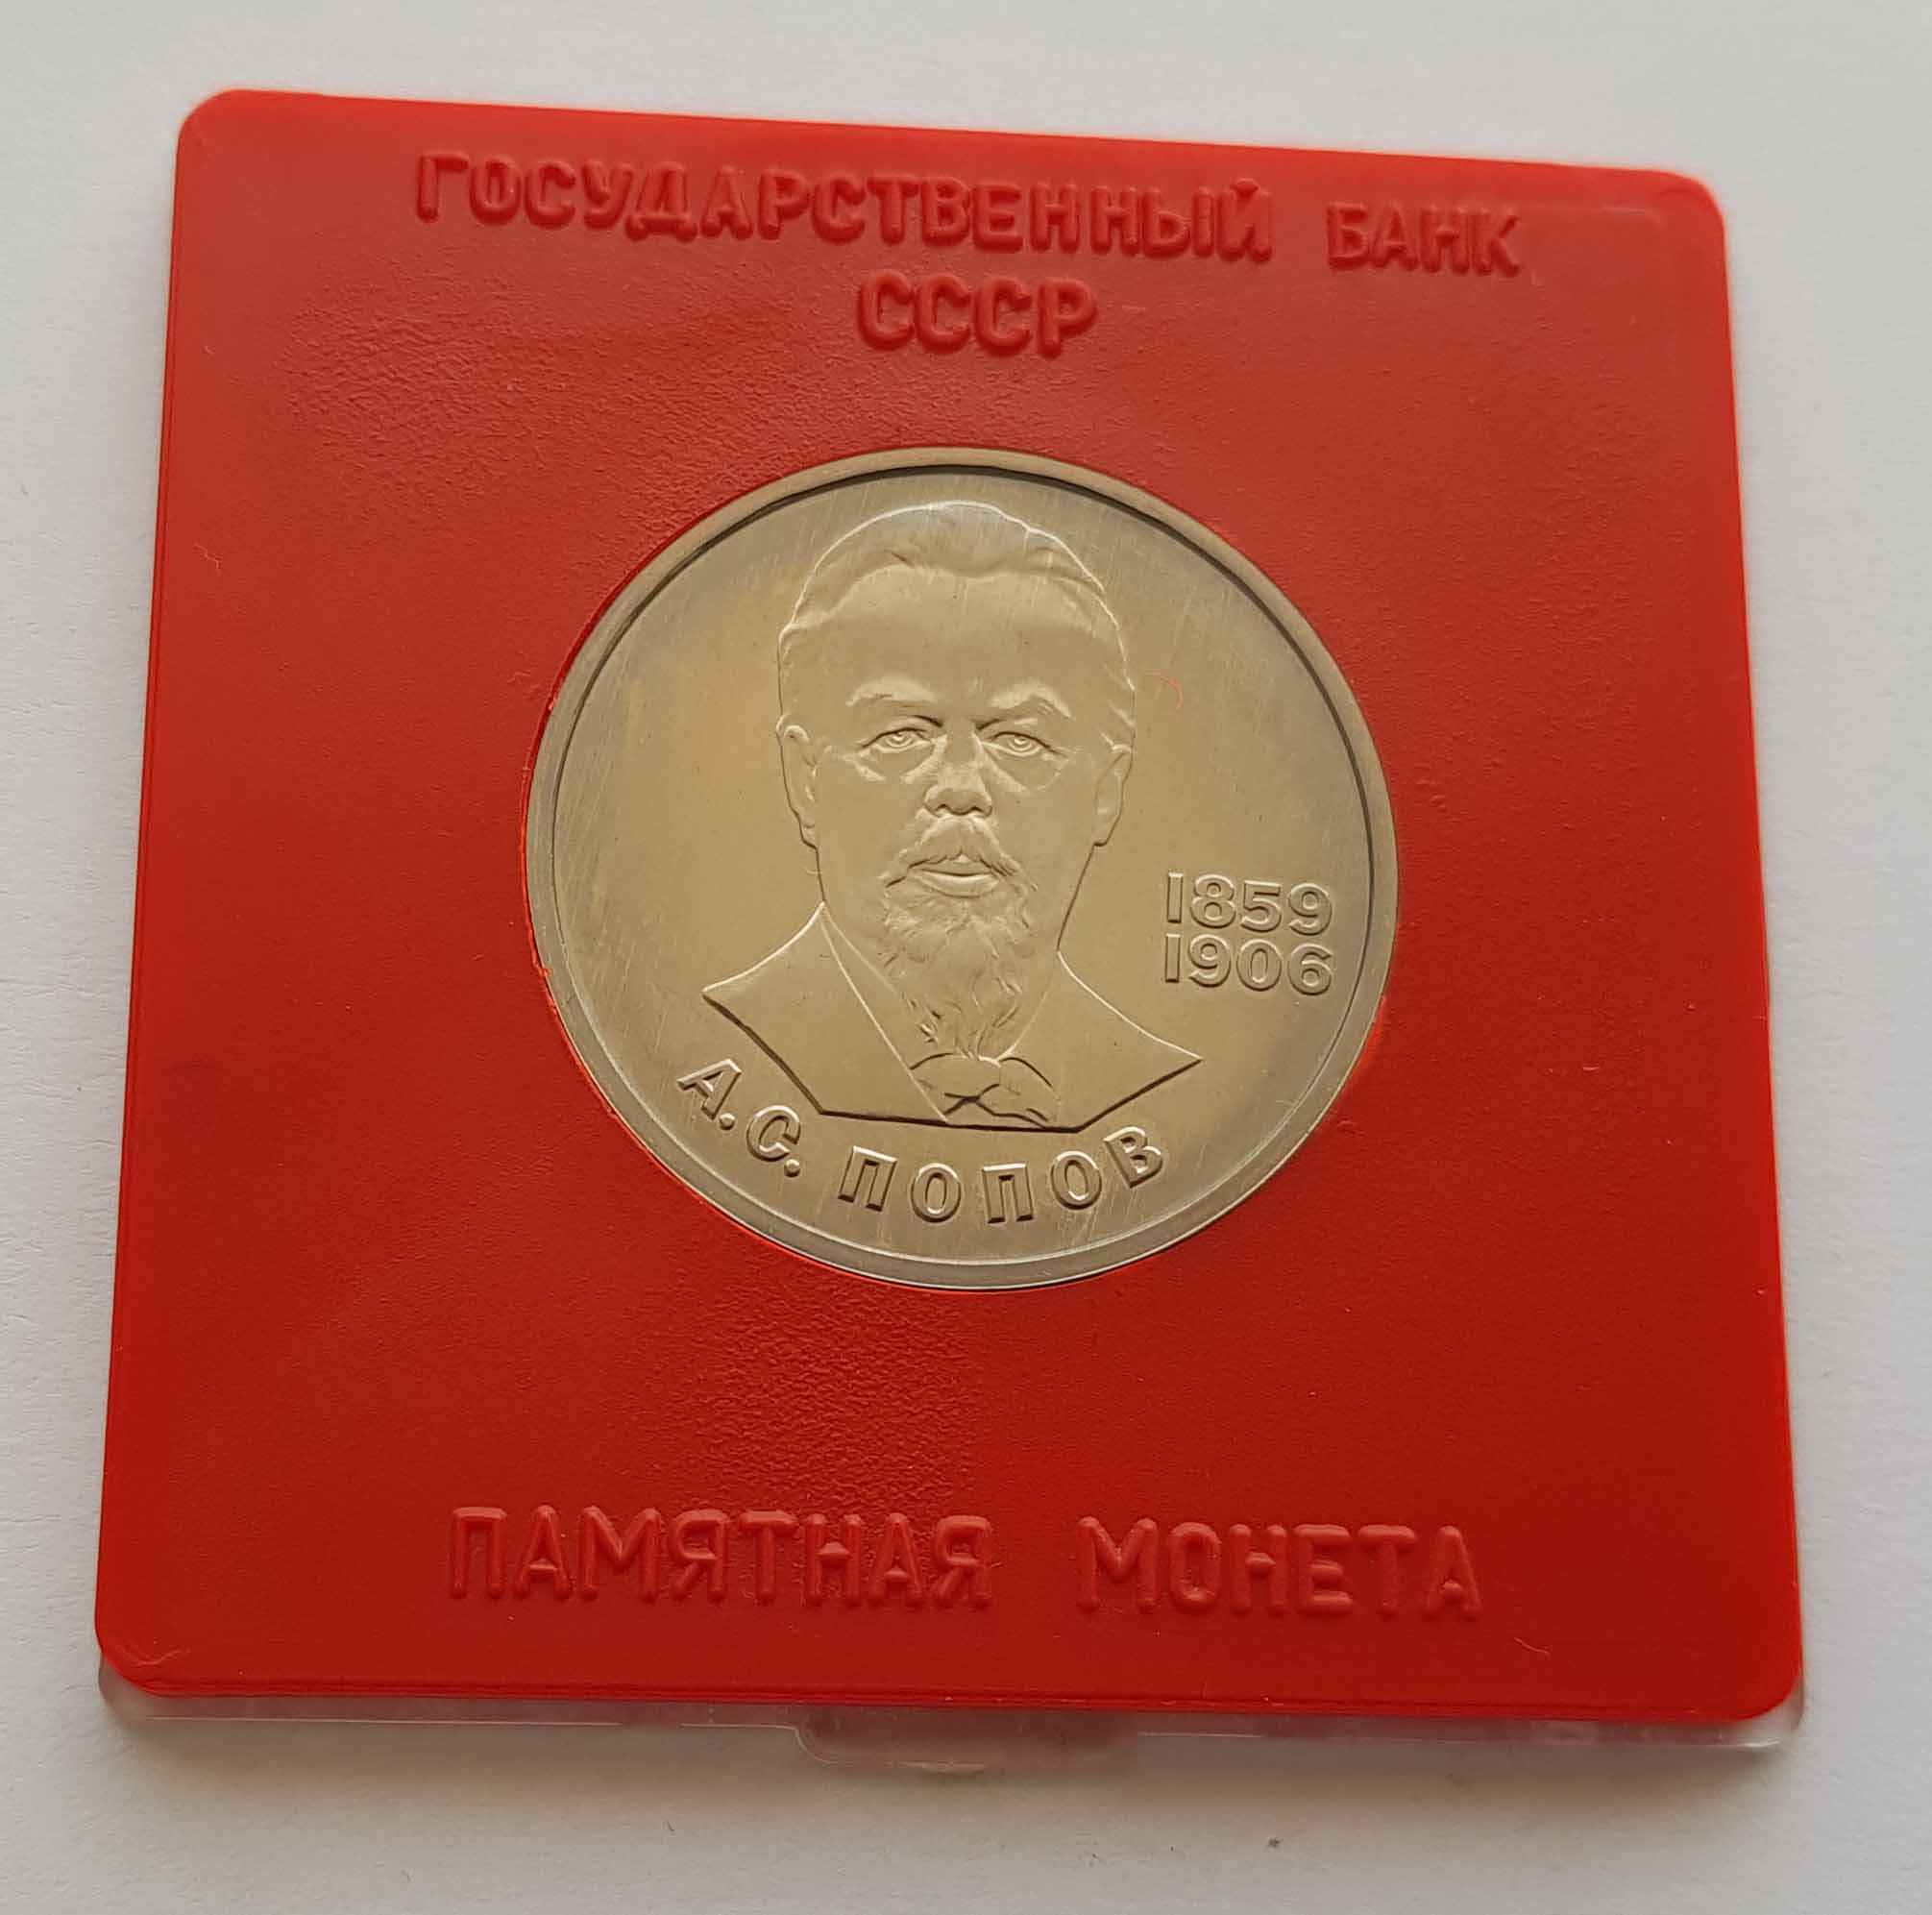 ГОСУДАРСТВЕННЫЙ БАНК
СССР
1859
1906
А.С. ПОПОВ
ПАМЯТНАЯ МОНЕТА